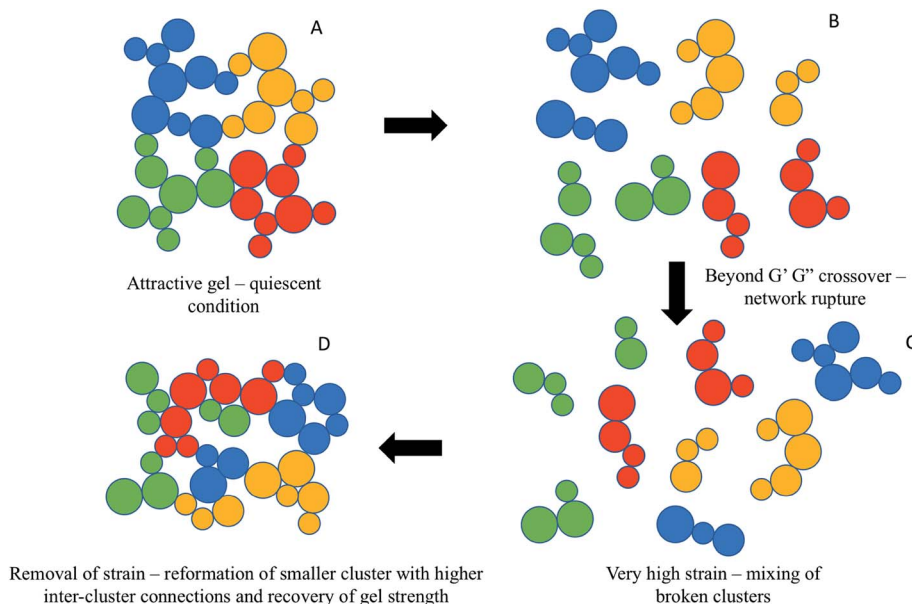 A
B
Attractive gel – quiescent
condition
Beyond G' G" crossover –
network rupture
D
C
Removal of strain – reformation of smaller cluster with higher
inter-cluster connections and recovery of gel strength
Very high strain – mixing of
broken clusters